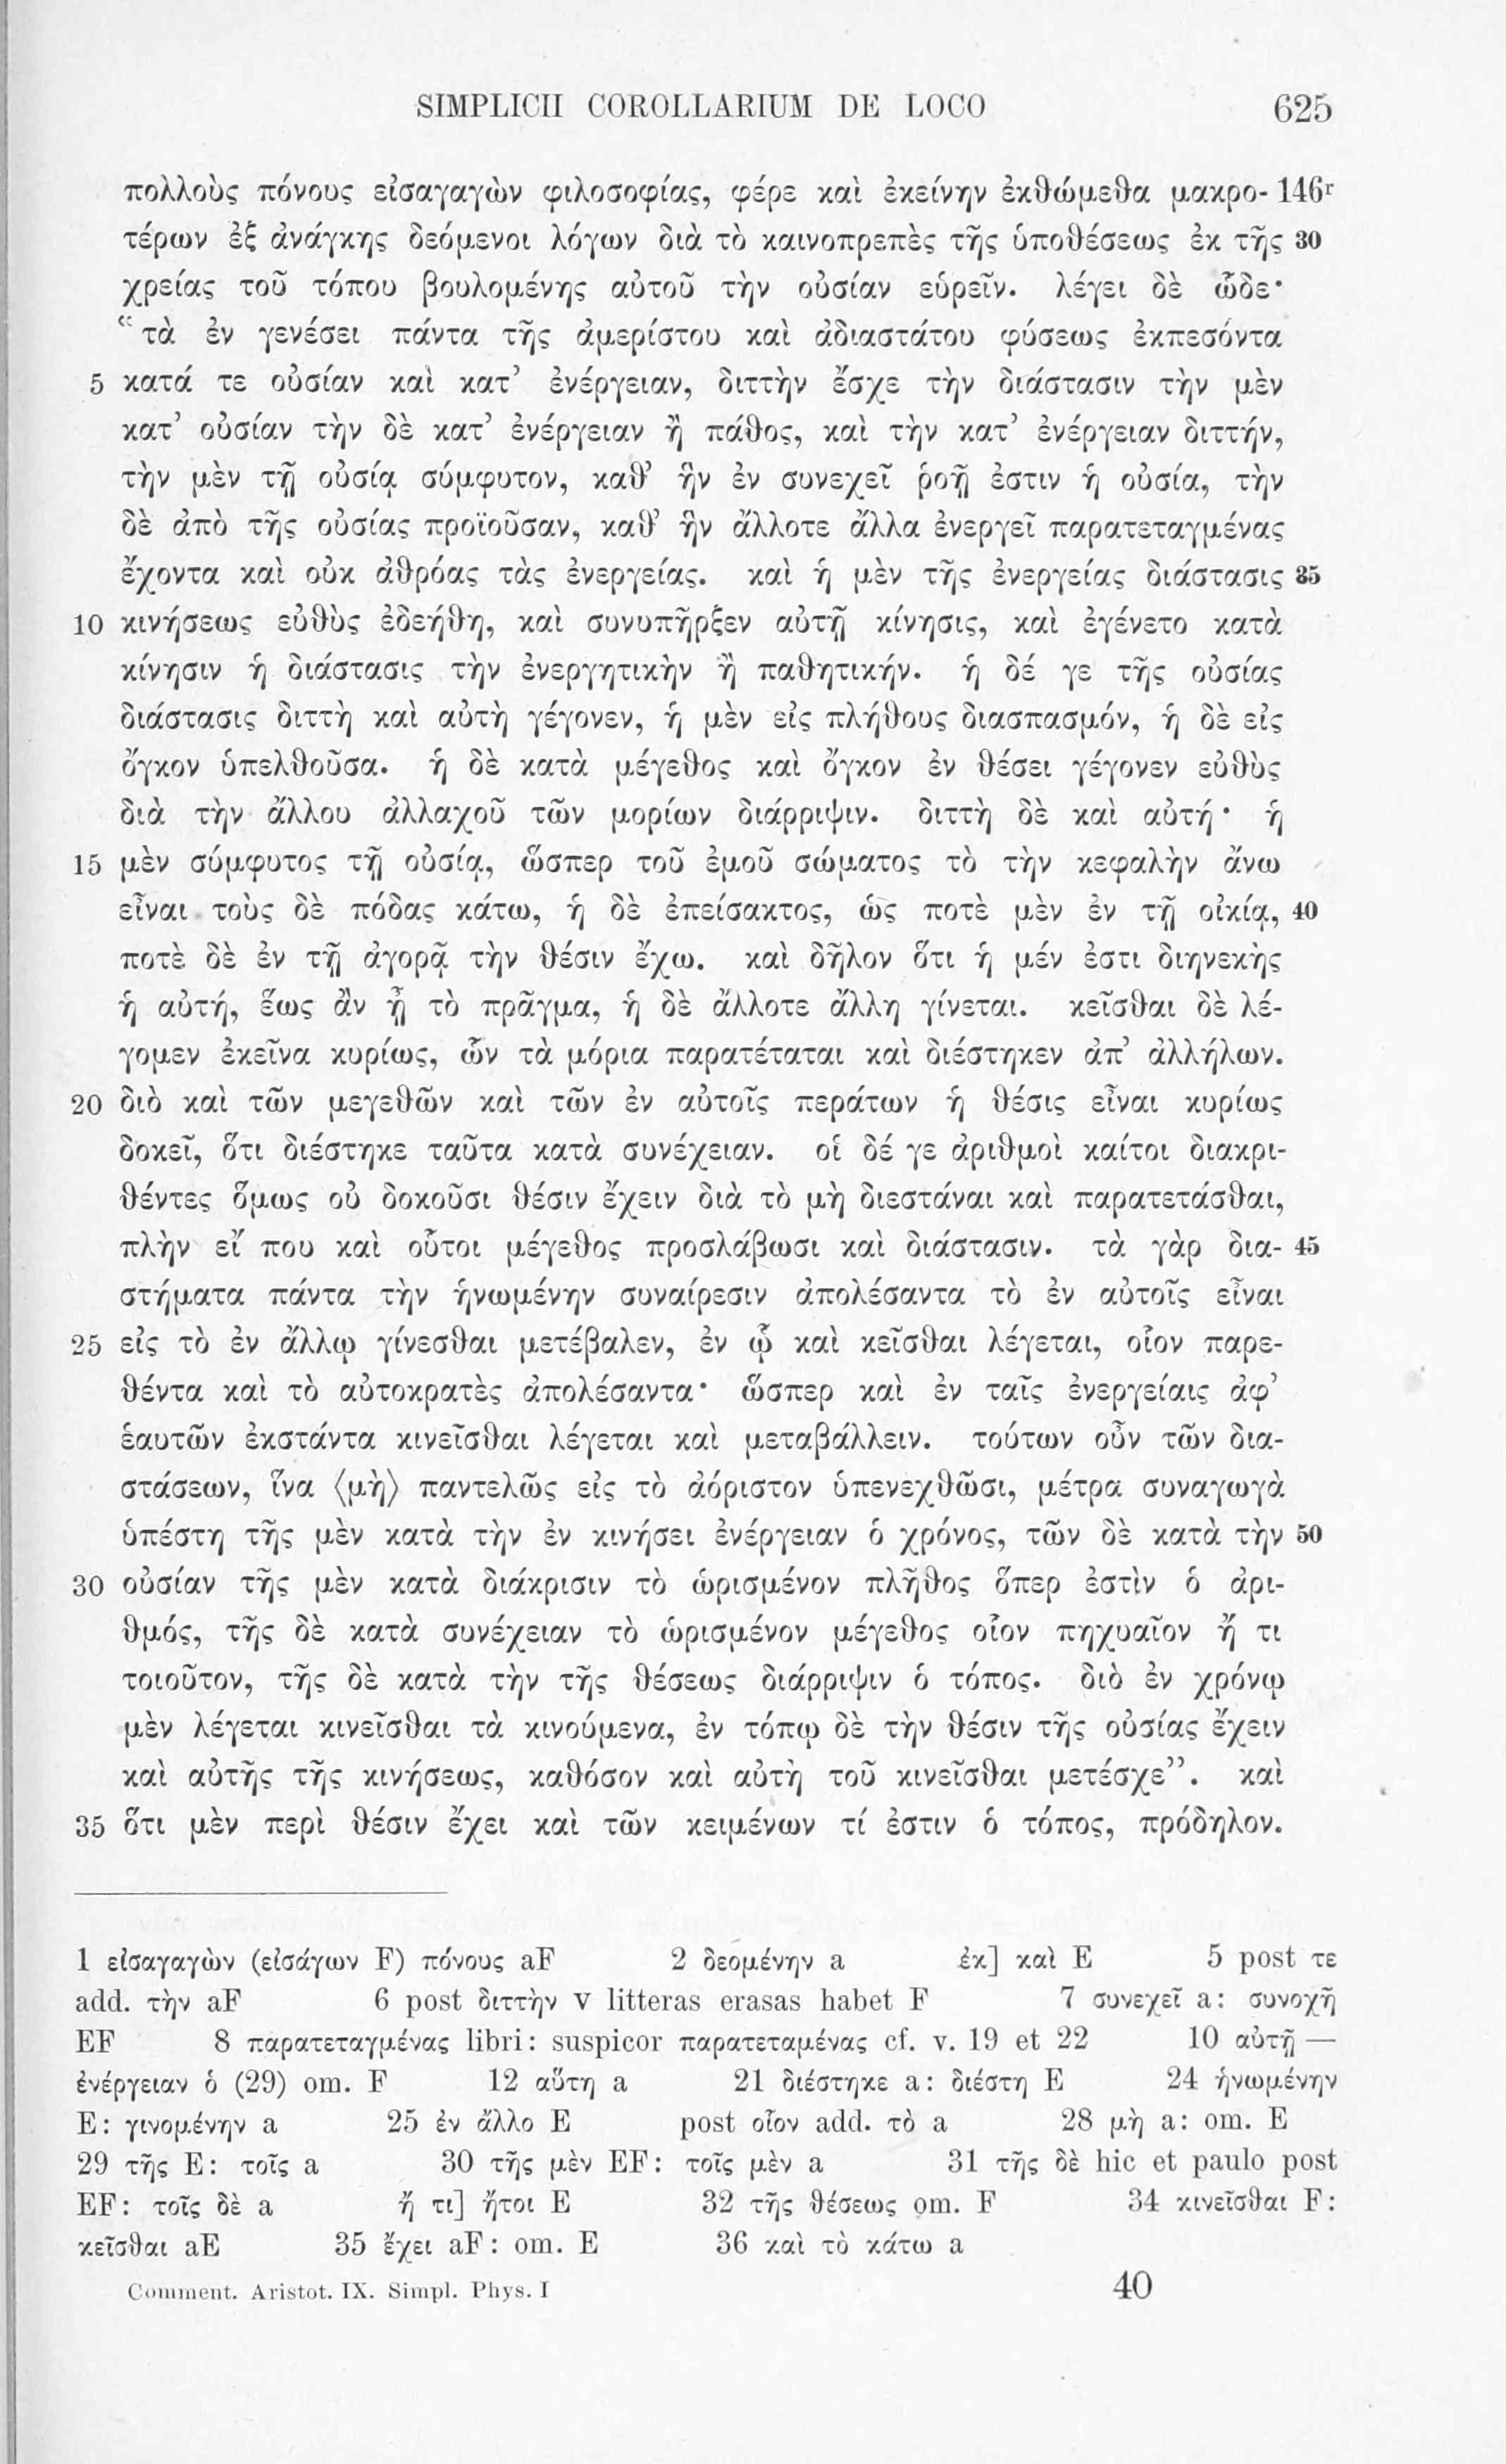 SIMPLICII COROLLARIUM DE LOCO 625
πολλοὺς πόνους εἰσαγαγὼν φιλοσοφίας, φέρε καὶ ἐκείνην ἐκθώμεθα μακρο- 146r
τέρων ἐξ ἀνάγκης δεόμενοι λόγων διὰ τὸ καινοπρεπὲς τῆς ὑποθέσεως ἐκ τῆς 30
χρείας τοῦ τόπου βουλομένης αὐτοῦ τὴν οὐσίαν εὑρεῖν. λέγει δὲ ὧδε·
“τὰ ἐν γενέσει πάντα τῆς ἀμερίστου καὶ ἀδιαστάτου φύσεως ἐκπεσόντα
5 κατά τε οὐσίαν καὶ κατ’ ἐνέργειαν, διττὴν ἔσχε τὴν διάστασιν τὴν μὲν
κατ’ οὐσίαν τὴν δὲ κατ’ ἐνέργειαν ἢ πάθος, καὶ τὴν κατ’ ἐνέργειαν διττήν,
τὴν μὲν τῇ οὐσίᾳ σύμφυτον, καθ’ ἣν ἐν συνεχεῖ ῥοῇ ἐστιν ἡ οὐσία, τὴν
δὲ ἀπὸ τῆς οὐσίας προϊοῦσαν, καθ’ ἣν ἄλλοτε ἄλλα ἐνεργεῖ παρατεταγμένας
ἔχοντα καὶ οὐκ ἀθρόας τὰς ἐνεργείας. καὶ ἡ μὲν τῆς ἐνεργείας διάστασις 35
10 κινήσεως εὐθὺς ἐδεήθη, καὶ συνυπῆρξεν αὐτῇ κίνησις, καὶ ἐγένετο κατὰ
κίνησιν ἡ διάστασις τὴν ἐνεργητικὴν ἢ παθητικήν. ἡ δέ γε τῆς οὐσίας
διάστασις διττὴ καὶ αὐτὴ γέγονεν, ἡ μὲν εἰς πλήθους διασπασμόν, ἡ δὲ εἰς
ὄγκον ὑπελθοῦσα. ἡ δὲ κατὰ μέγεθος καὶ ὄγκον ἐν θέσει γέγονεν εὐθὺς
διὰ τὴν ἄλλου ἀλλαχοῦ τῶν μορίων διάρριψιν. διττὴ δὲ καὶ αὐτή· ἡ
15 μὲν σύμφυτος τῇ οὐσίᾳ, ὥσπερ τοῦ ἐμοῦ σώματος τὸ τὴν κεφαλὴν ἄνω
εἶναι τοὺς δὲ πόδας κάτω, ἡ δὲ ἐπείσακτος, ὡς ποτὲ μὲν ἐν τῇ οἰκίᾳ, 40
ποτὲ δὲ ἐν τῇ ἀγορᾷ τὴν θέσιν ἔχω. καὶ δῆλον ὅτι ἡ μέν ἐστι διηνεκὴς
ἡ αὐτή, ἕως ἂν ᾖ τὸ πρᾶγμα, ἡ δὲ ἄλλοτε ἄλλη γίνεται. κεῖσθαι δὲ λέ-
γομεν ἐκεῖνα κυρίως, ὧν τὰ μόρια παρατέταται καὶ διέστηκεν ἀπ’ ἀλλήλων.
20 διὸ καὶ τῶν μεγεθῶν καὶ τῶν ἐν αὐτοῖς περάτων ἡ θέσις εἶναι κυρίως
δοκεῖ, ὅτι διέστηκε ταῦτα κατὰ συνέχειαν. οἱ δέ γε ἀριθμοὶ καίτοι διακρι-
θέντες ὅμως οὐ δοκοῦσι θέσιν ἔχειν διὰ τὸ μὴ διεστάναι καὶ παρατετάσθαι,
πλὴν εἴ που καὶ οὗτοι μέγεθος προσλάβωσι καὶ διάστασιν. τὰ γὰρ δια- 45
στήματα πάντα τὴν ἡνωμένην συναίρεσιν ἀπολέσαντα τὸ ἐν αὑτοῖς εἶναι
25 εἰς τὸ ἐν ἄλλῳ γίνεσθαι μετέβαλεν, ἐν ᾧ καὶ κεῖσθαι λέγεται, οἷον παρε-
θέντα καὶ τὸ αὐτοκρατὲς ἀπολέσαντα· ὥσπερ καὶ ἐν ταῖς ἐνεργείαις ἀφ’
ἑαυτῶν ἐκστάντα κινεῖσθαι λέγεται καὶ μεταβάλλειν. τούτων οὖν τῶν δια-
στάσεων, ἵνα ⟨μὴ⟩ παντελῶς εἰς τὸ ἀόριστον ὑπενεχθῶσι, μέτρα συναγωγὰ
ὑπέστη τῆς μὲν κατὰ τὴν ἐν κινήσει ἐνέργειαν ὁ χρόνος, τῶν δὲ κατὰ τὴν 50
30 οὐσίαν τῆς μὲν κατὰ διάκρισιν τὸ ὡρισμένον πλῆθος ὅπερ ἐστὶν ὁ ἀρι-
θμός, τῆς δὲ κατὰ συνέχειαν τὸ ὡρισμένον μέγεθος οἷον πηχυαῖον ἤ τι
τοιοῦτον, τῆς δὲ κατὰ τὴν τῆς θέσεως διάρριψιν ὁ τόπος. διὸ ἐν χρόνῳ
μὲν λέγεται κινεῖσθαι τὰ κινούμενα, ἐν τόπῳ δὲ τὴν θέσιν τῆς οὐσίας ἔχειν
καὶ αὐτῆς τῆς κινήσεως, καθόσον καὶ αὐτὴ τοῦ κινεῖσθαι μετέσχε”. καὶ
35 ὅτι μὲν περὶ θέσιν ἔχει καὶ τῶν κειμένων τί ἐστιν ὁ τόπος, πρόδηλον.
1 εἰσαγαγὼν (εἰσάγων F) πόνους aF 2 δεομένην a ἐκ] καὶ E 5 post τε
add. τὴν aF 6 post διττὴν V litteras erasas habet F 7 συνεχεῖ a: συνοχῇ
EF 8 παρατεταγμένας libri: suspicor παρατεταμένας cf. v. 19 et 22 10 αὐτῇ —
ἐνέργειαν ὁ (29) om. F 12 αὕτη a 21 διέστηκε a: διέστη E 24 ἡνωμένην
E: γινομένην a 25 ἐν ἄλλο E post οἷον add. τὸ a 28 μὴ a: om. E
29 τῆς E: τοῖς a 30 τῆς μὲν EF: τοῖς μὲν a 31 τῆς δὲ hic et paulo post
EF: τοῖς δὲ a ἤ τι] ἤτοι E 32 τῆς θέσεως om. F 34 κινεῖσθαι F:
κεῖσθαι aE 35 ἔχει aF: om. E 36 καὶ τὸ κάτω a
Comment. Aristot. IX. Simpl. Phys. I 40